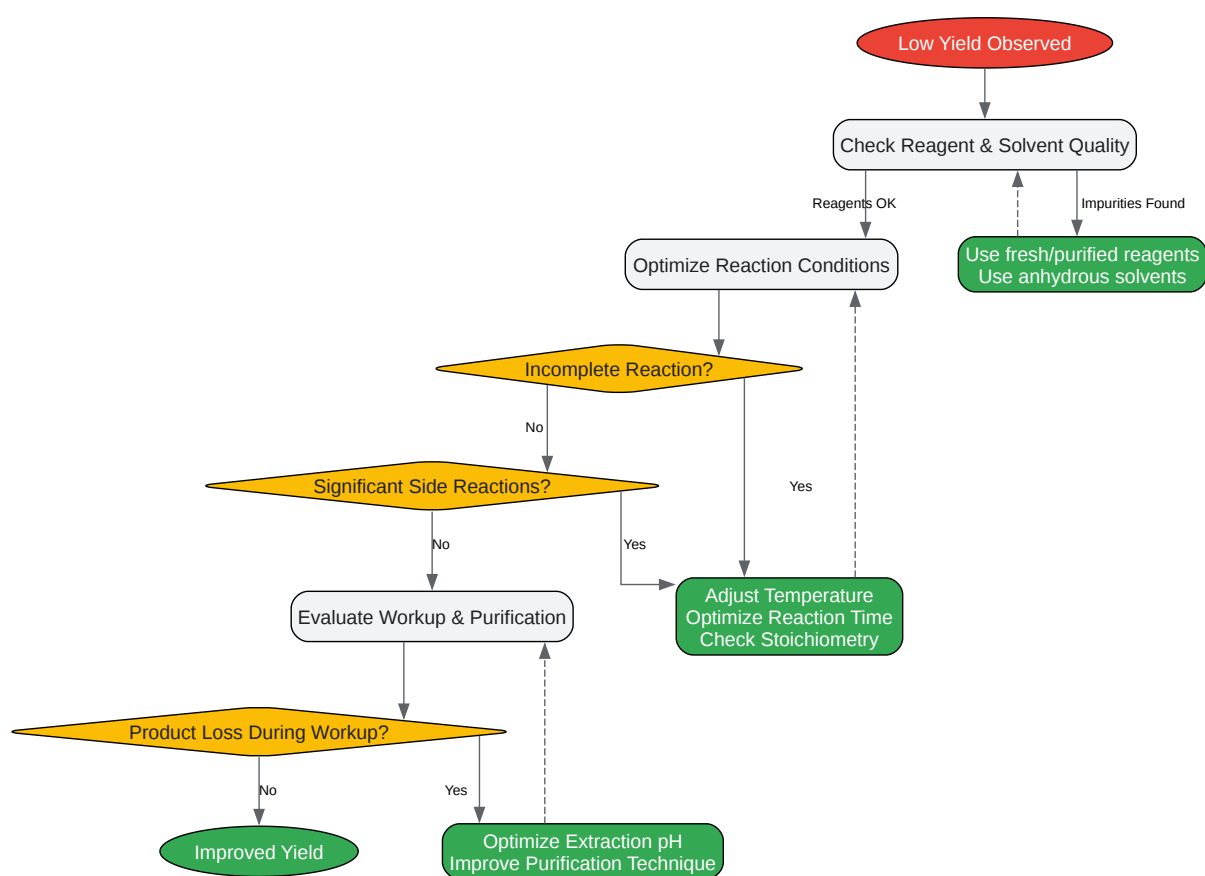 Low Yield Observed
Check Reagent & Solvent Quality
Reagents OK
Impurities Found
Optimize Reaction Conditions
Use fresh/purified reagents
Use anhydrous solvents
Incomplete Reaction?
No
Yes
Significant Side Reactions?
No
Yes
Adjust Temperature
Optimize Reaction Time
Check Stoichiometry
Evaluate Workup & Purification
Product Loss During Workup?
No
Yes
Improved Yield
Optimize Extraction pH
Improve Purification Technique